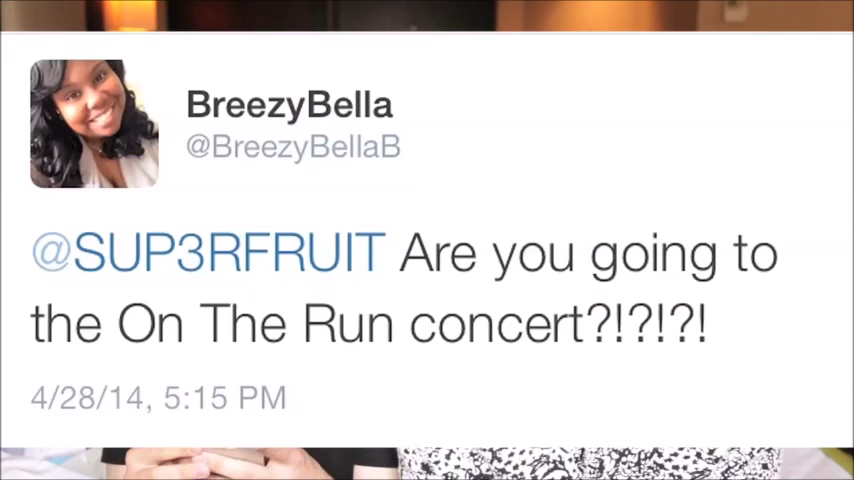 BreezyBella
@BreezyBellaB
@SUP3RFRUIT Are you going to
the On The Run concert?!?!?!
4/28/14, 5:15 PM